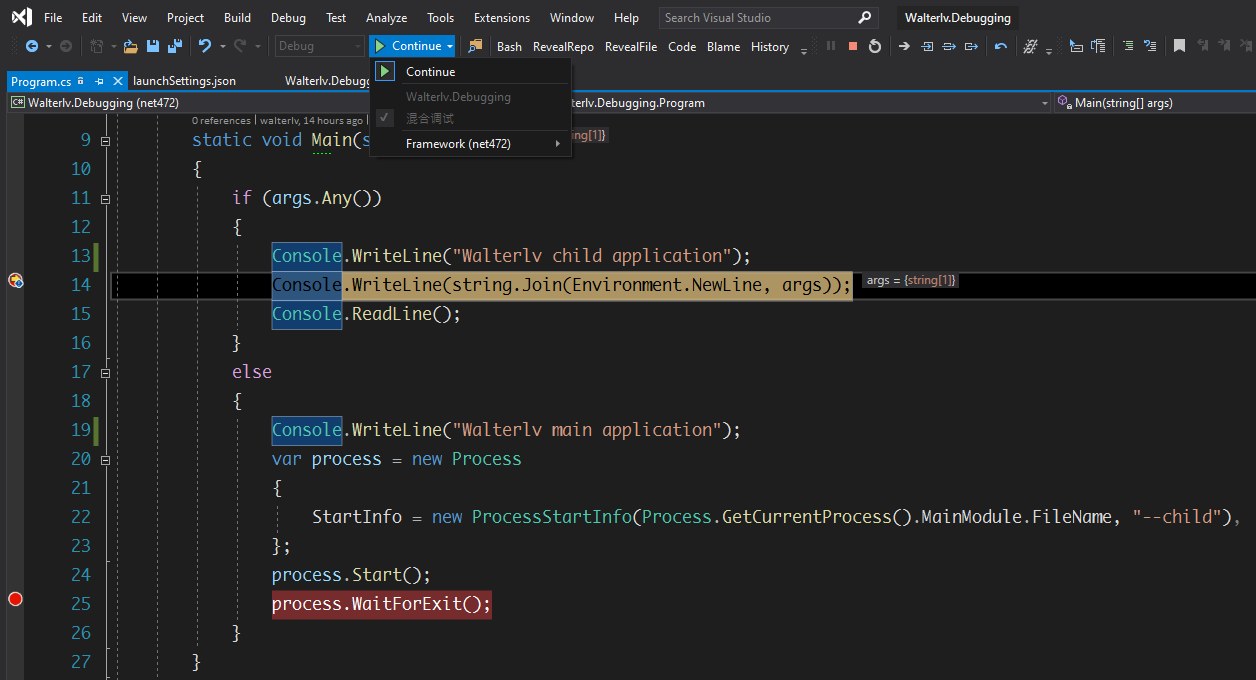 File Edit View Project Build Debug Test Analyze Tools Extensions Window Help Search Visual Studio Walterlv.Debugging
Debug Continue Bash RevealRepo RevealFile Code Blame History
Program.cs launchSettings.json Walterlv.Debugg
Continue
Walterlv.Debugging (net472) terlv.Debugging.Program Main(string[] args)
Walterlv.Debugging
混合调试
Framework (net472)
0 references | walterlv, 14 hours ago |
9 static void Main(s ing[1]}
10 {
11 if (args.Any())
12 {
13 Console.WriteLine("Walterlv child application");
14 Console.WriteLine(string.Join(Environment.NewLine, args)); args = {string[1]}
15 Console.ReadLine();
16 }
17 else
18 {
19 Console.WriteLine("Walterlv main application");
20 var process = new Process
21 {
22 StartInfo = new ProcessStartInfo(Process.GetCurrentProcess().MainModule.FileName, "--child"),
23 };
24 process.Start();
25 process.WaitForExit();
26 }
27 }